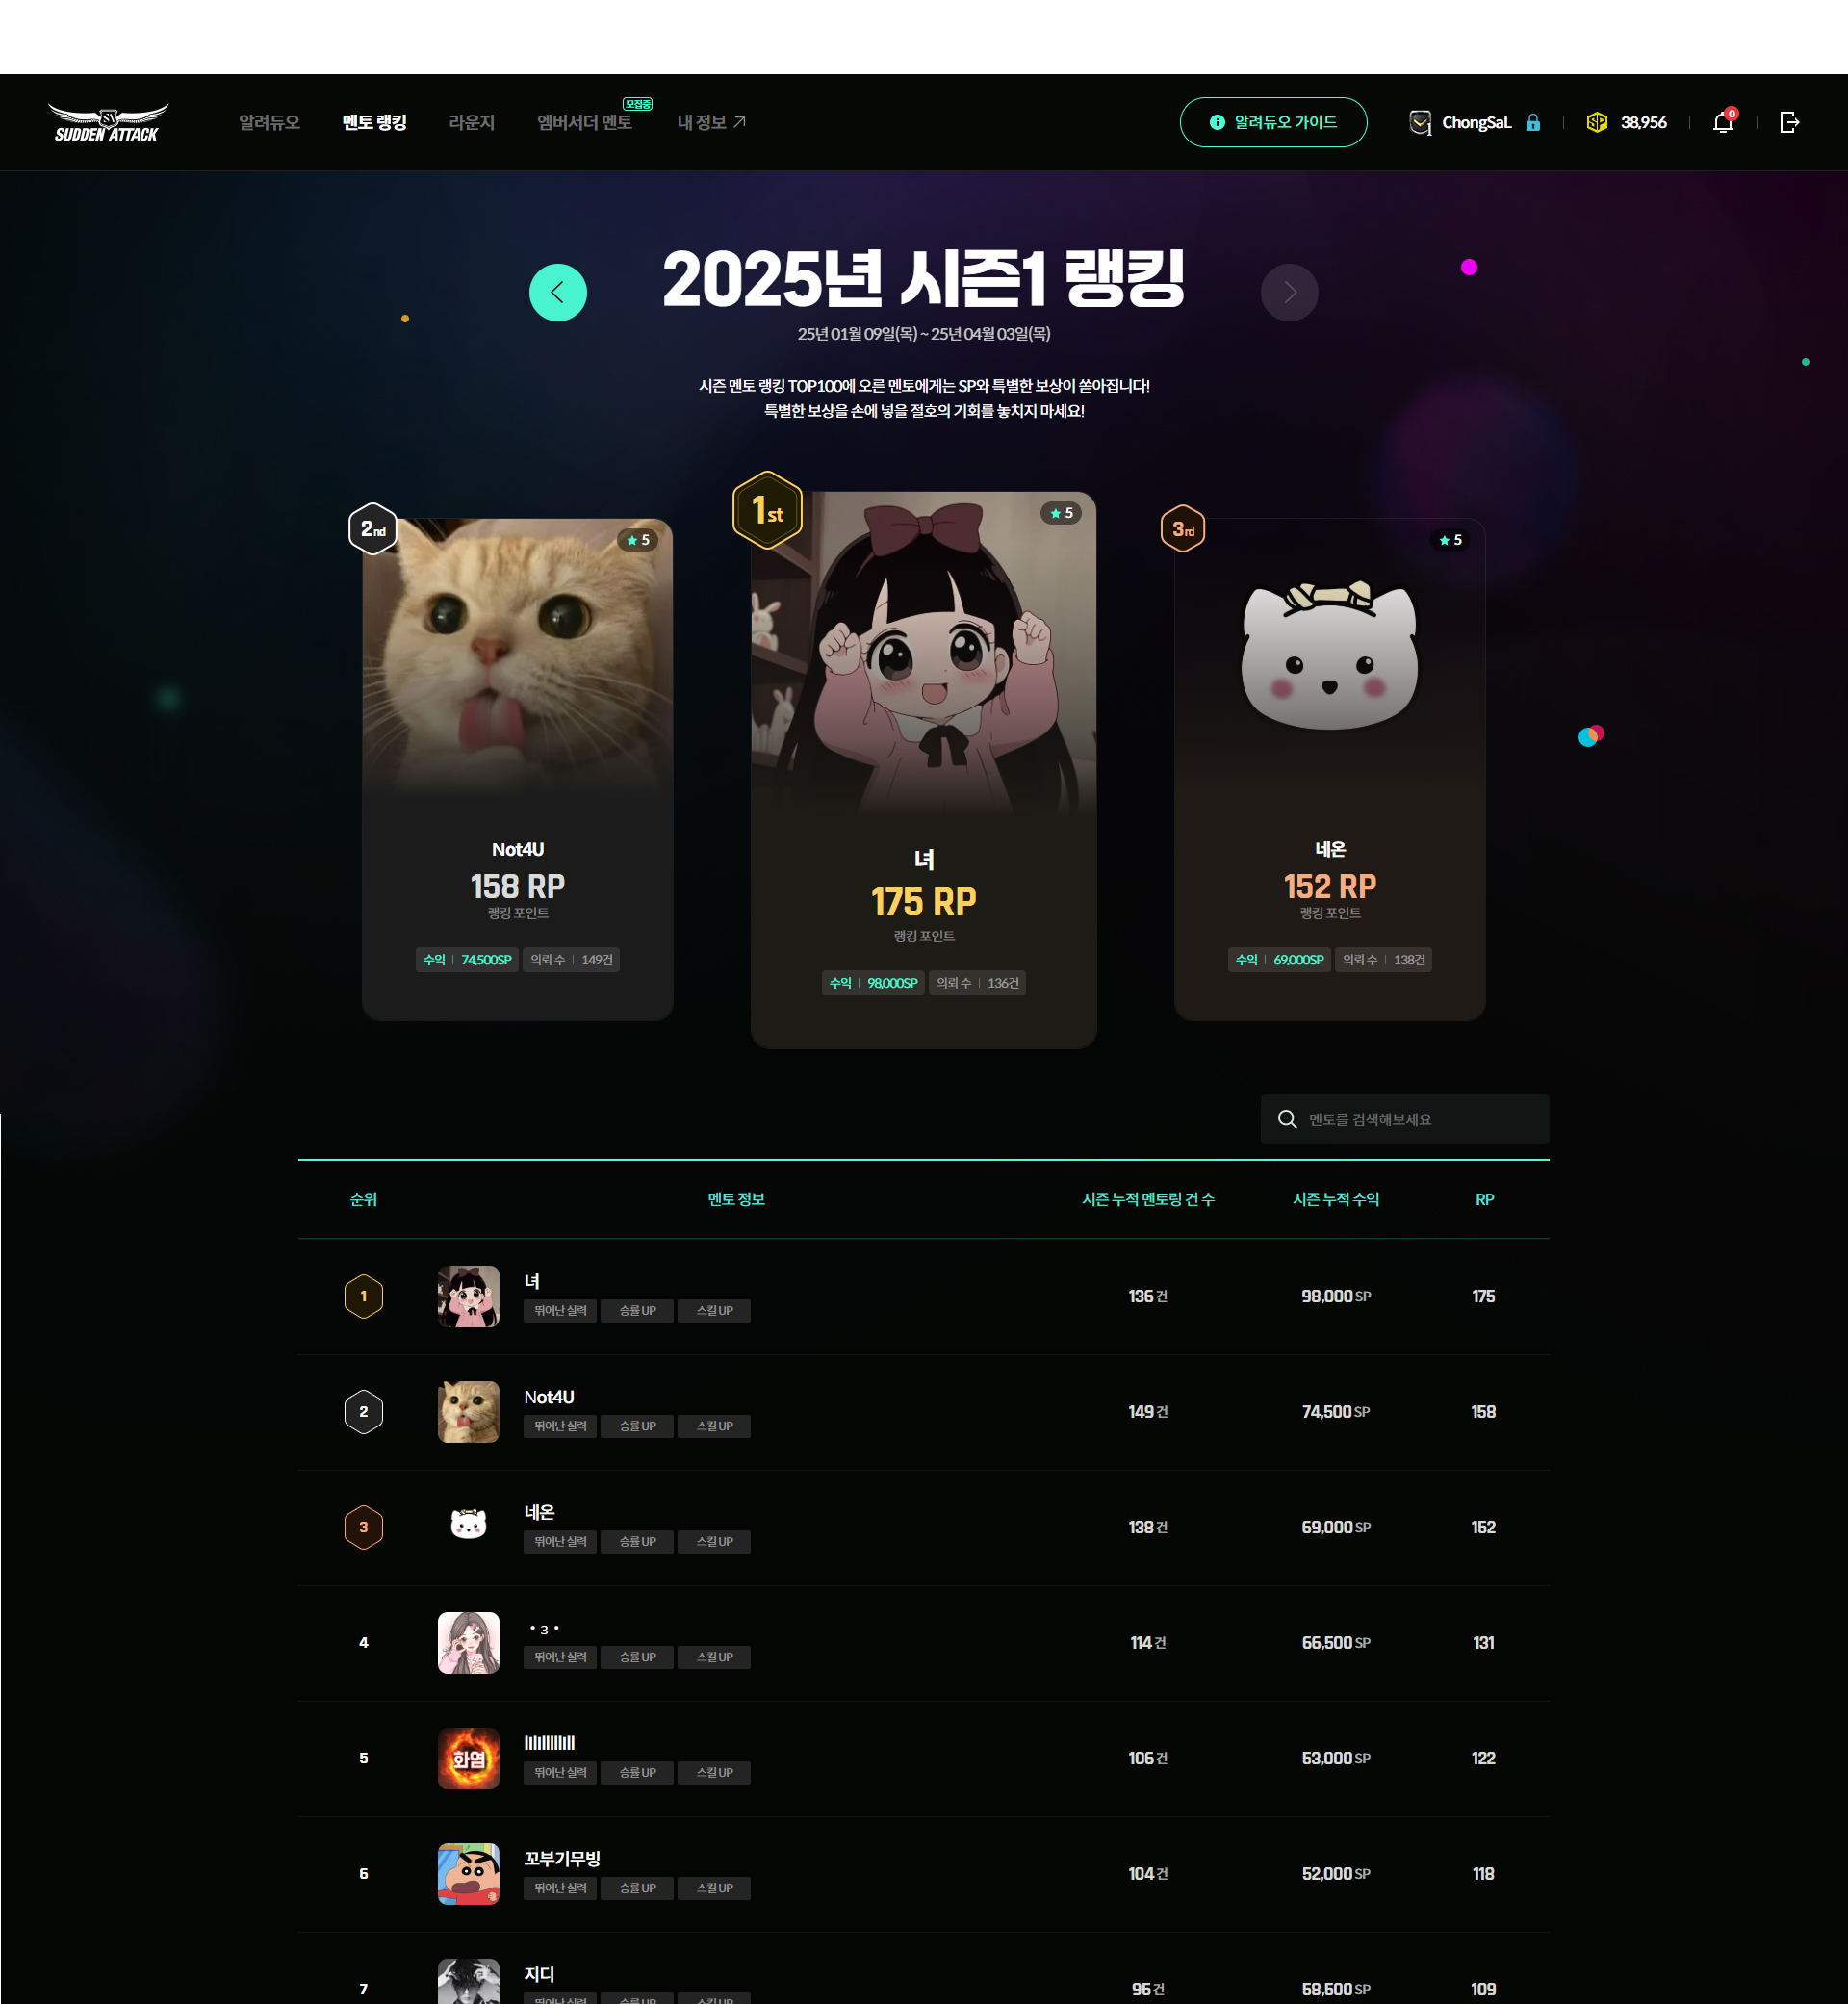 SUDDEN ATTACK
알려듀오 멘토 랭킹 라운지 엠버서더 멘토 모집중 내 정보
알려듀오 가이드 ChongSaL 38,956 0
2025년 시즌1 랭킹
25년 01월 09일(목) ~ 25년 04월 03일(목)
시즌 멘토 랭킹 TOP100에 오른 멘토에게는 SP와 특별한 보상이 쏟아집니다!
특별한 보상을 손에 넣을 절호의 기회를 놓치지 마세요!
2nd
5
Not4U
158 RP
랭킹 포인트
수익 74,500SP 의뢰 수 149건
1st
5
녀
175 RP
랭킹 포인트
수익 98,000SP 의뢰 수 136건
3rd
5
네온
152 RP
랭킹 포인트
수익 69,000SP 의뢰 수 138건
멘토를 검색해보세요
순위 멘토 정보 시즌 누적 멘토링 건 수 시즌 누적 수익 RP
1 녀 136 건 98,000 SP 175
뛰어난 실력 승률 UP 스킬 UP
2 Not4U 149 건 74,500 SP 158
뛰어난 실력 승률 UP 스킬 UP
3 네온 138 건 69,000 SP 152
뛰어난 실력 승률 UP 스킬 UP
4 • ɜ • 114 건 66,500 SP 131
뛰어난 실력 승률 UP 스킬 UP
5 화염 106 건 53,000 SP 122
뛰어난 실력 승률 UP 스킬 UP
6 꼬부기무빙 104 건 52,000 SP 118
뛰어난 실력 승률 UP 스킬 UP
7 지디 95 건 58,500 SP 109
뛰어난 실력 승률 UP 스킬 UP